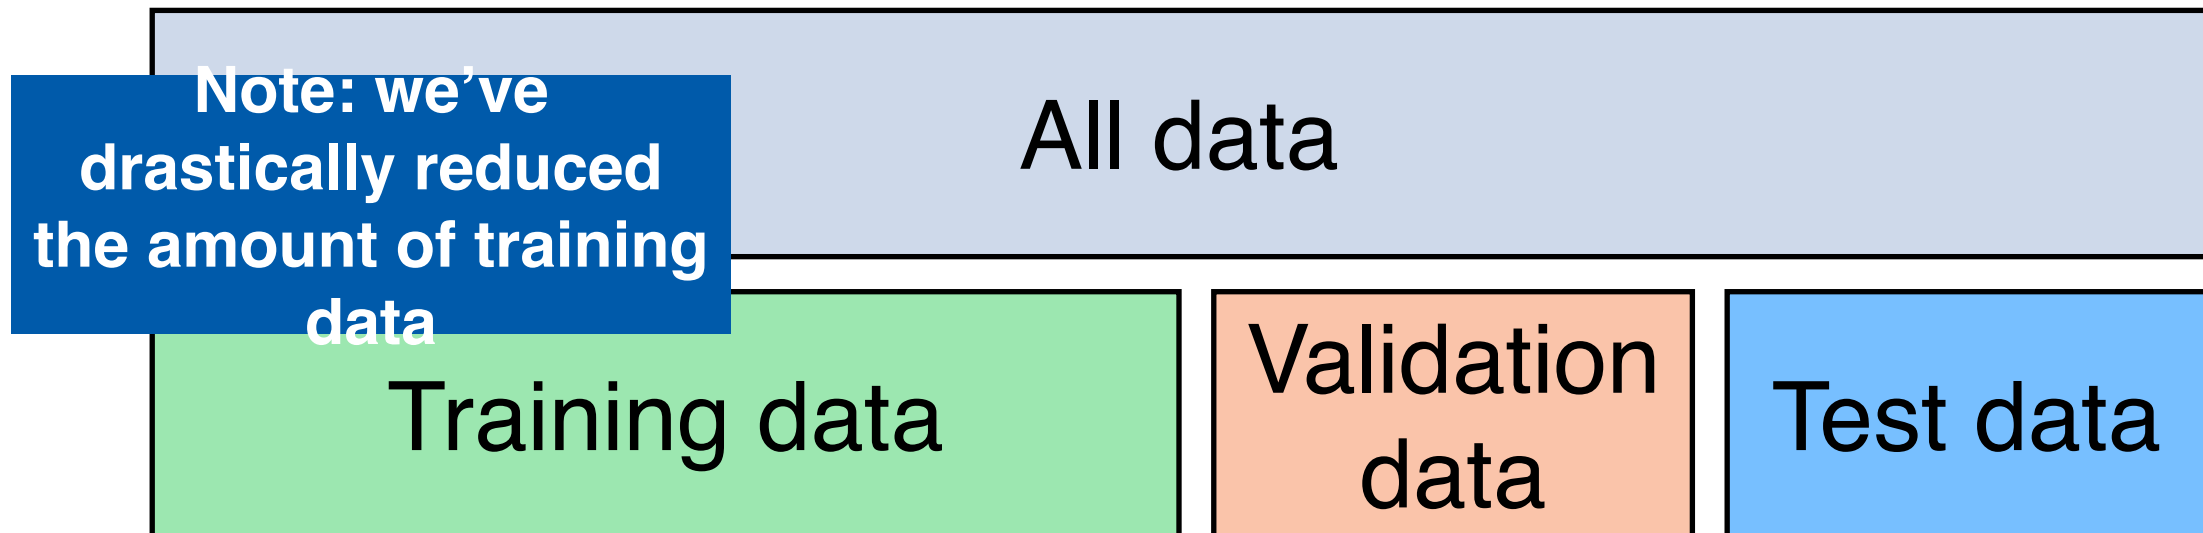 Note: we’ve
drastically reduced
the amount of training
data
All data
Training data
Validation
data
Test data